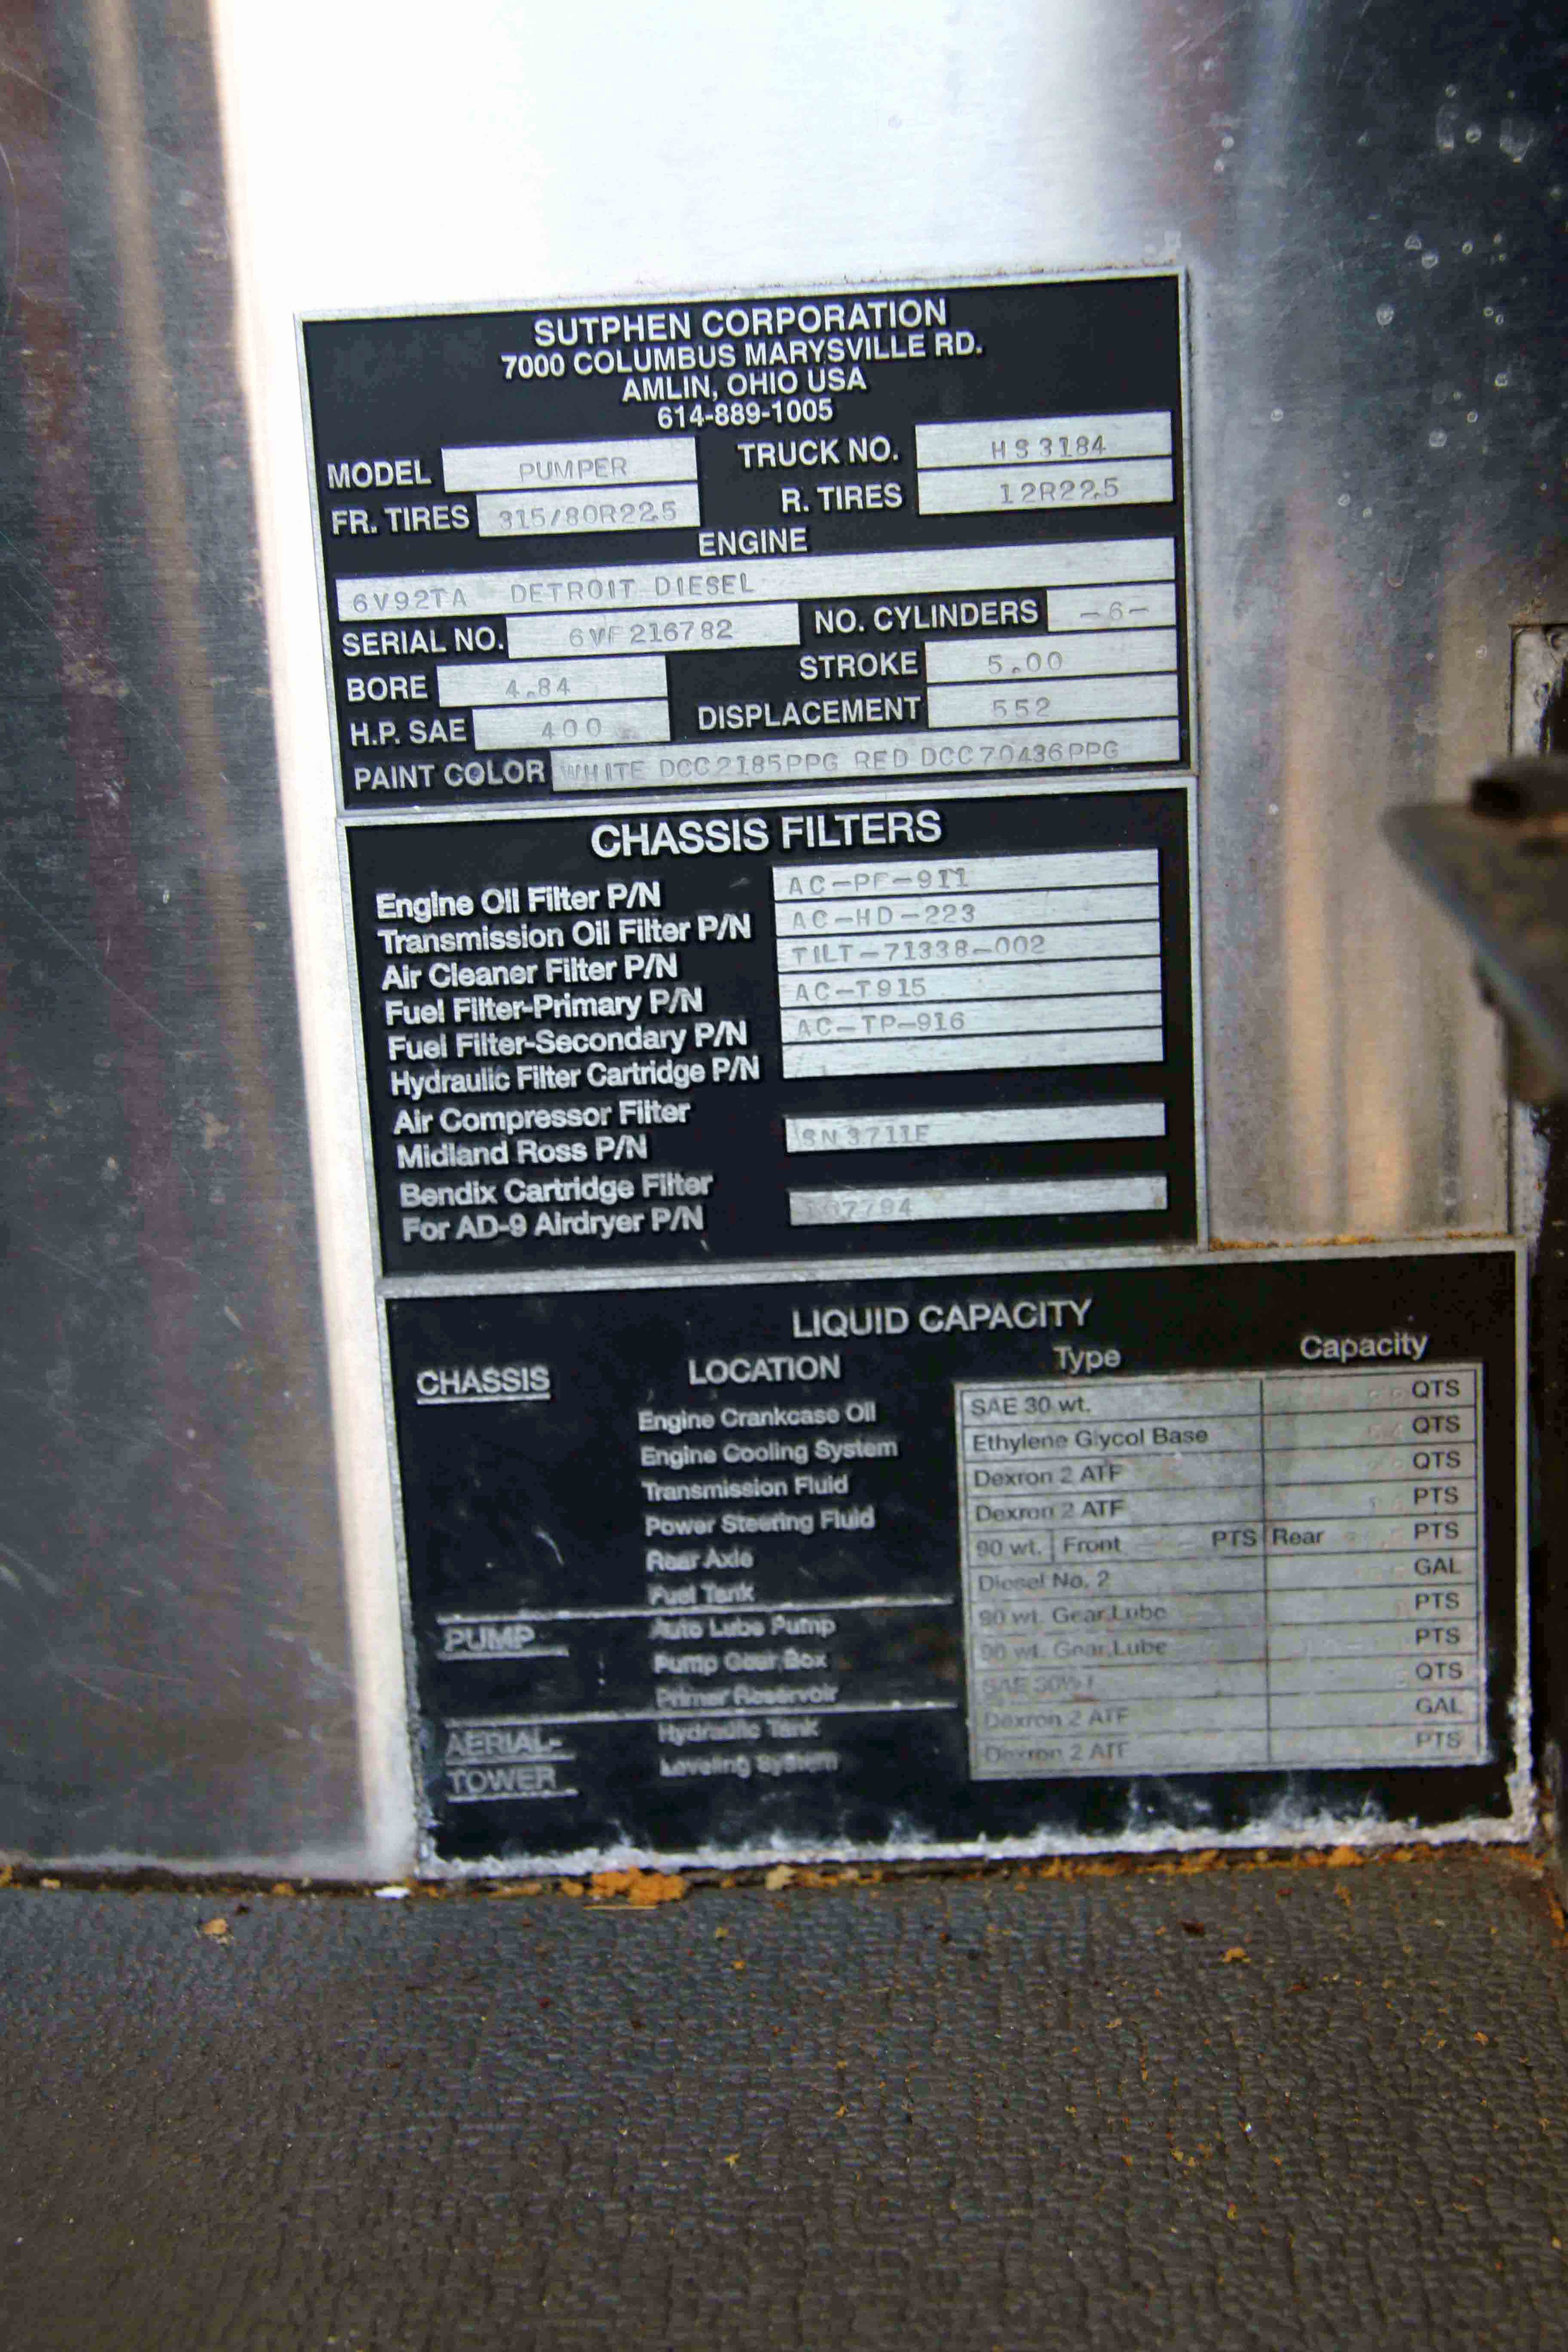 SUTPHEN CORPORATION
7000 COLUMBUS MARYSVILLE RD.
AMLIN, OHIO USA
614-889-1005
MODEL PUMPER TRUCK NO. HS3184
FR. TIRES 315/80R22.5 R. TIRES 12R22.5
ENGINE
6V92TA DETROIT DIESEL
SERIAL NO. 6VF216782 NO. CYLINDERS -6-
BORE 4.84 STROKE 5.00
H.P. SAE 400 DISPLACEMENT 552
PAINT COLOR WHITE DCC2185PPG RED DCC70436PPG
CHASSIS FILTERS
Engine Oil Filter P/N AC-PF-911
Transmission Oil Filter P/N AC-HD-223
Air Cleaner Filter P/N TILT-71338-002
Fuel Filter-Primary P/N AC-T915
Fuel Filter-Secondary P/N AC-TP-916
Hydraulic Filter Cartridge P/N
Air Compressor Filter
Midland Ross P/N SN3711E
Bendix Cartridge Filter
For AD-9 Airdryer P/N
LIQUID CAPACITY
CHASSIS LOCATION Type Capacity
Engine Crankcase Oil SAE 30 wt. QTS
Engine Cooling System Ethylene Glycol Base QTS
Transmission Fluid Dexron 2 ATF QTS
Power Steering Fluid Dexron 2 ATF PTS
Rear Axle 90 wt. Front PTS Rear PTS
Fuel Tank Diesel No. 2 GAL
PUMP Auto Lube Pump 90 wt. Gear Lube PTS
Pump Gear Box 90 wt. Gear Lube PTS
Primer Reservoir SAE 30WT QTS
AERIAL- Hydraulic Tank Dexron 2 ATF GAL
TOWER Leveling System Dexron 2 ATF PTS